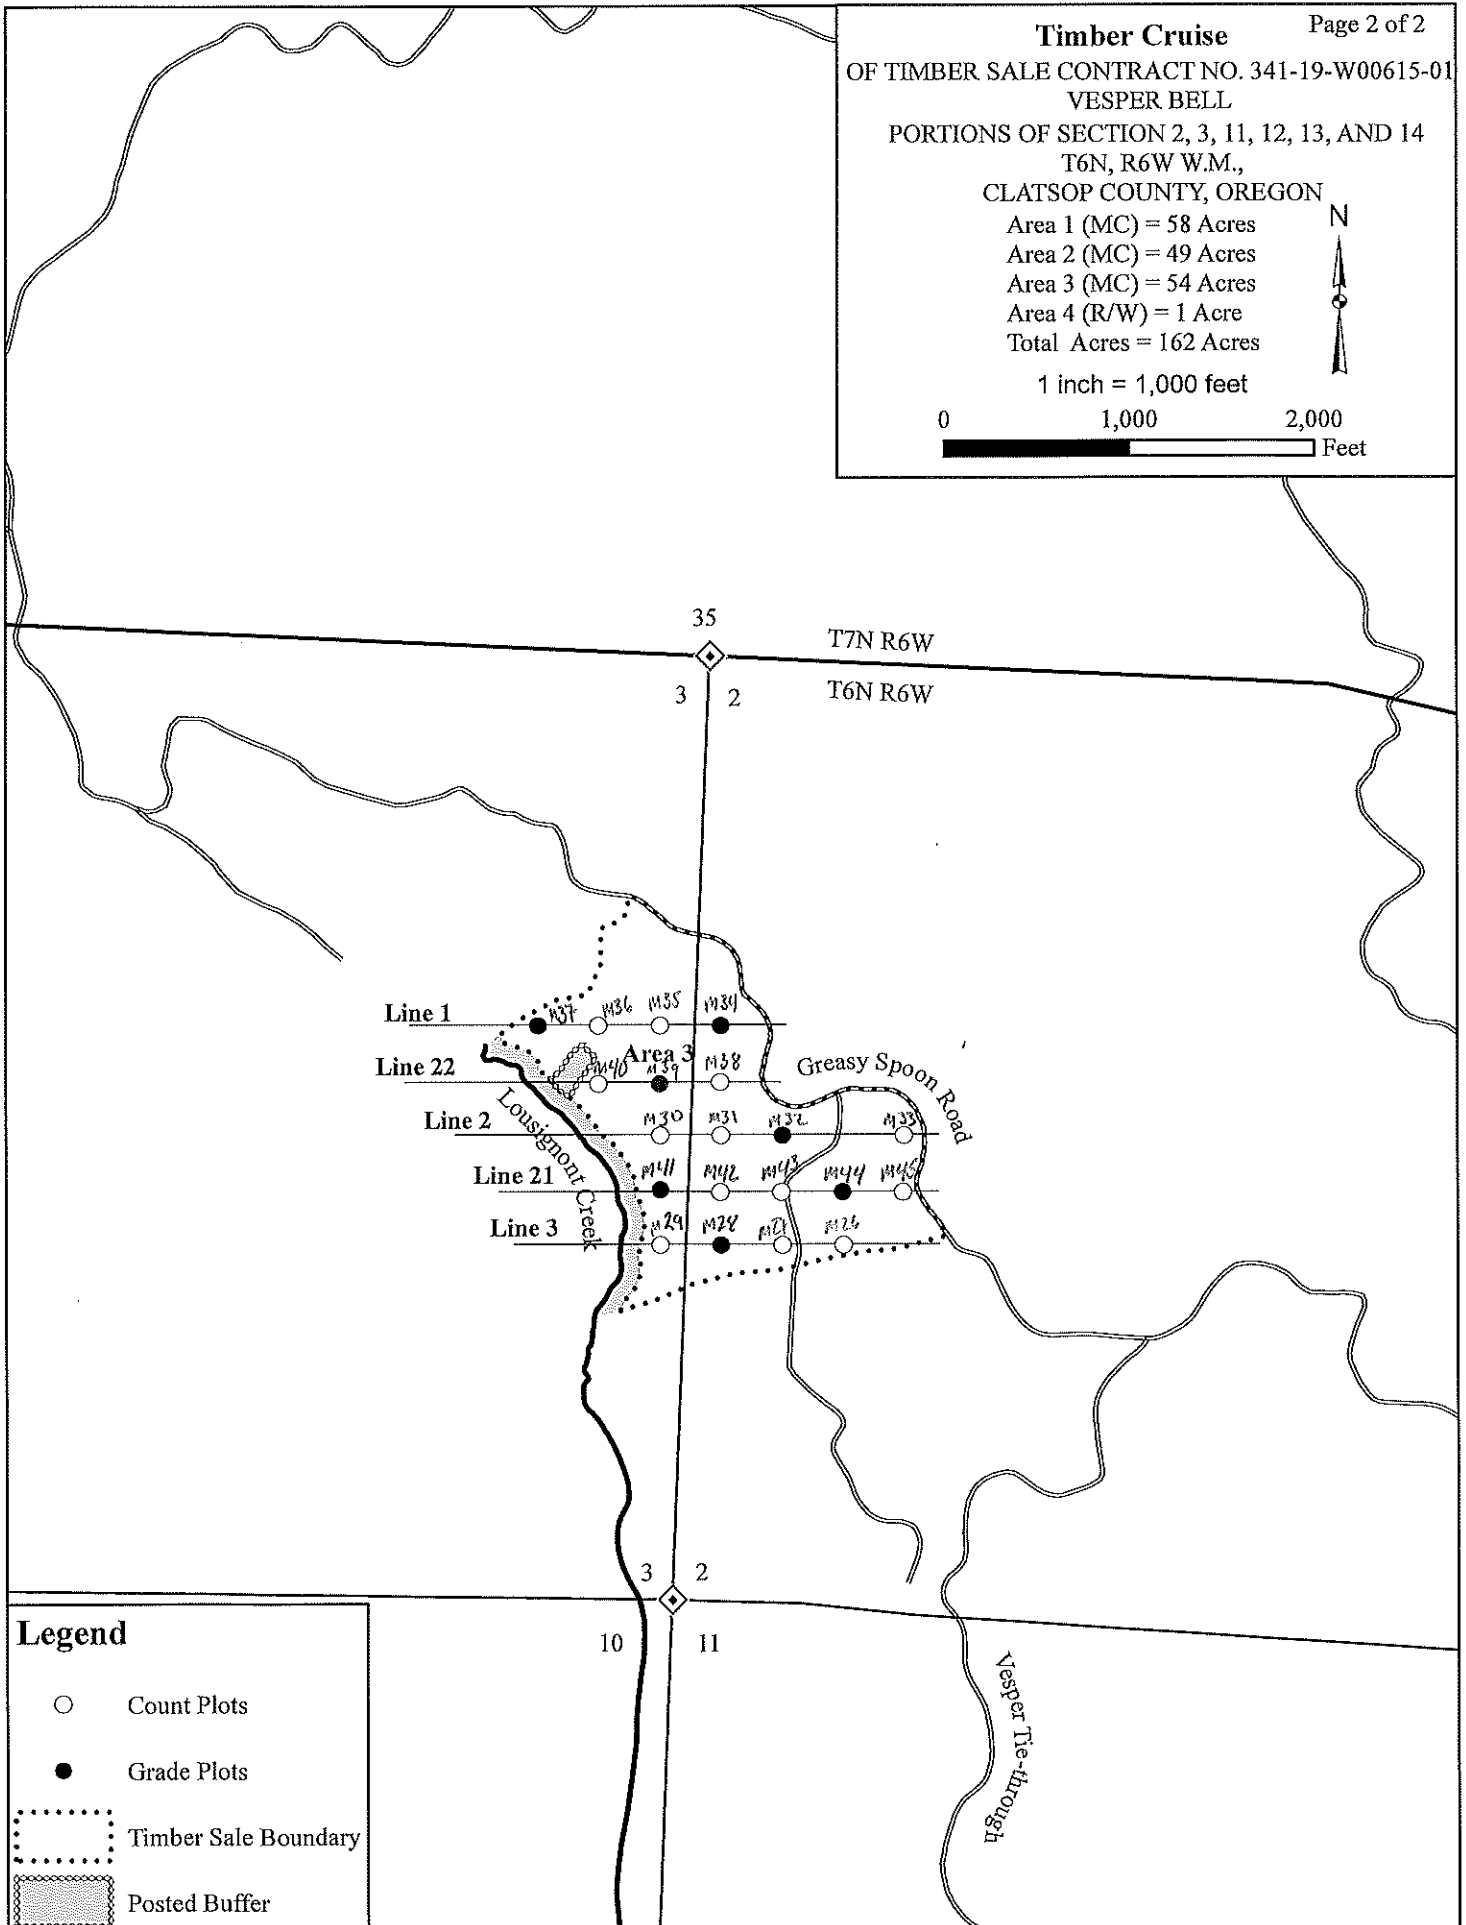 Timber Cruise
Page 2 of 2
OF TIMBER SALE CONTRACT NO. 341-19-W00615-01
VESPER BELL
PORTIONS OF SECTION 2, 3, 11, 12, 13, AND 14
T6N, R6W W.M.,
CLATSOP COUNTY, OREGON
N
Area 1 (MC) = 58 Acres
Area 2 (MC) = 49 Acres
Area 3 (MC) = 54 Acres
Area 4 (R/W) = 1 Acre
Total Acres = 162 Acres
1 inch = 1,000 feet
0 1,000 2,000
Feet
35
T7N R6W
3 2
T6N R6W
Line 1
M37 M36 M35 M34
Line 22
Area 3
M40 M39 M38
Greasy Spoon Road
Line 2
M30 M31 M32 M33
Lousignont Creek
Line 21
M41 M42 M43 M44 M45
Line 3
M29 M28 M27 M26
3 2
10 11
Vesper Tie-through
Legend
Count Plots
Grade Plots
Timber Sale Boundary
Posted Buffer